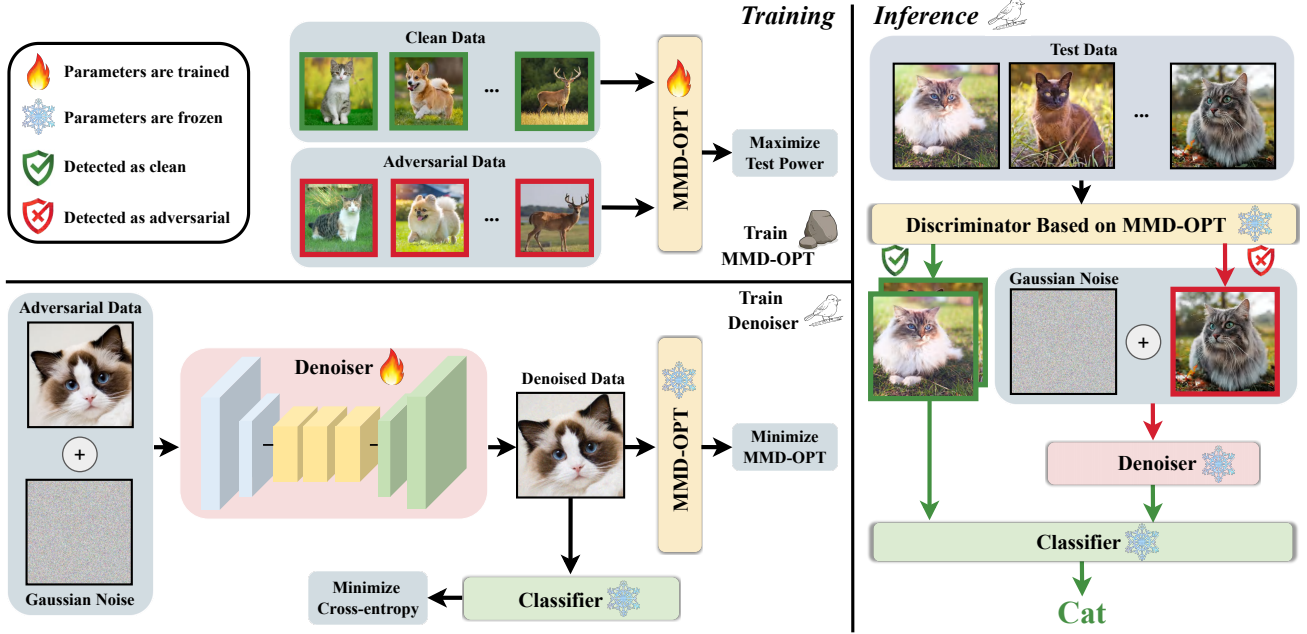 Training
Parameters are trained
Parameters are frozen
Detected as clean
Detected as adversarial
Clean Data
...
Adversarial Data
...
MMD-OPT
Maximize
Test Power
Train
MMD-OPT
Train
Denoiser
Adversarial Data
+
Gaussian Noise
Denoiser
Denoised Data
MMD-OPT
Minimize
MMD-OPT
Classifier
Minimize
Cross-entropy
Inference
Test Data
...
Discriminator Based on MMD-OPT
Gaussian Noise
+
Denoiser
Classifier
Cat